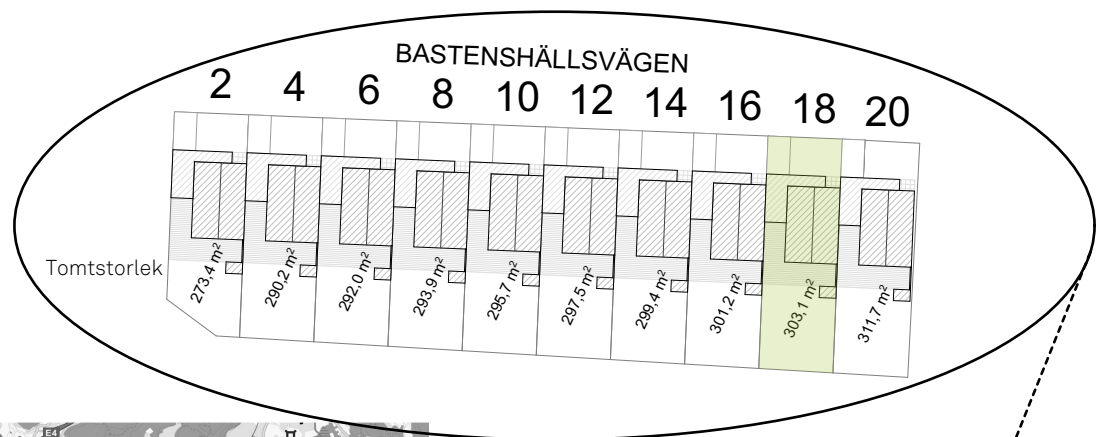 BASTENSHÄLLSVÄGEN
2 4 6 8 10 12 14 16 18 20
Tomtstorlek
273,4 m²
290,2 m²
292,0 m²
293,9 m²
295,7 m²
297,5 m²
299,4 m²
301,2 m²
303,1 m²
311,7 m²
E4